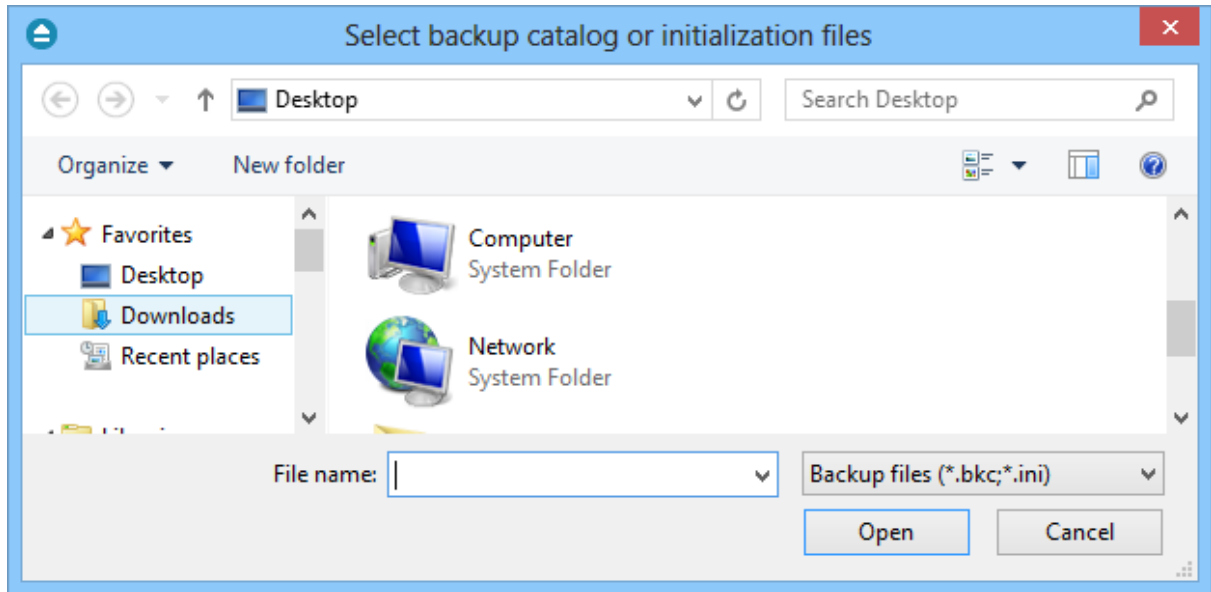 Select backup catalog or initialization files
Desktop
Search Desktop
Organize
New folder
Favorites
Desktop
Downloads
Recent places
Computer
System Folder
Network
System Folder
File name:
Backup files (*.bkc;*.ini)
Open
Cancel